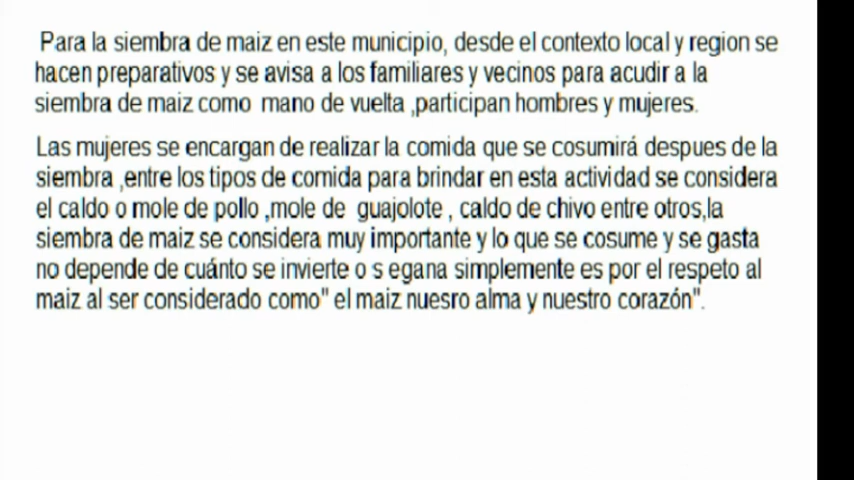 Para la siembra de maiz en este municipio, desde el contexto local y region se
hacen preparativos y se avisa a los familiares y vecinos para acudir a la
siembra de maiz como mano de vuelta ,participan hombres y mujeres.
Las mujeres se encargan de realizar la comida que se cosumirá despues de la
siembra ,entre los tipos de comida para brindar en esta actividad se considera
el caldo o mole de pollo ,mole de guajolote , caldo de chivo entre otros,la
siembra de maiz se considera muy importante y lo que se cosume y se gasta
no depende de cuánto se invierte o s egana simplemente es por el respeto al
maiz al ser considerado como" el maiz nuesro alma y nuestro corazón".